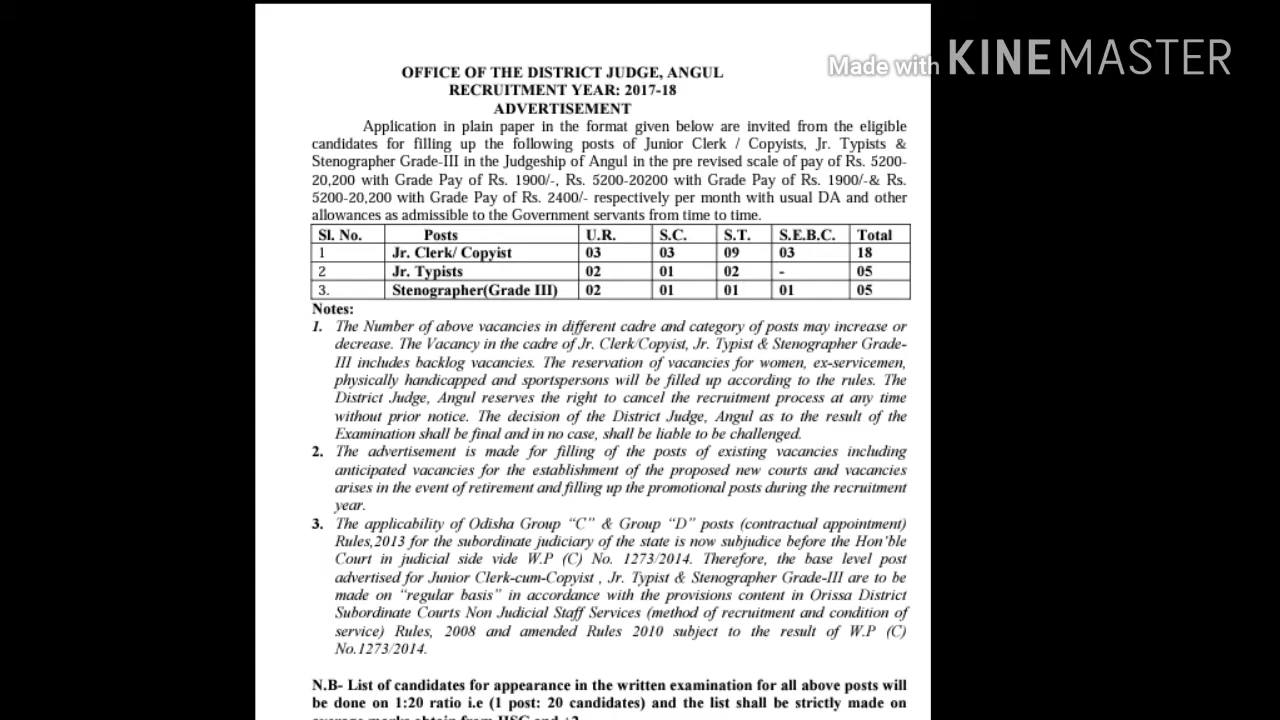 Made with KINEMASTER
OFFICE OF THE DISTRICT JUDGE, ANGUL
RECRUITMENT YEAR: 2017-18
ADVERTISEMENT
Application in plain paper in the format given below are invited from the eligible
candidates for filling up the following posts of Junior Clerk / Copyists, Jr. Typists &
Stenographer Grade-III in the Judgeship of Angul in the pre revised scale of pay of Rs. 5200-
20,200 with Grade Pay of Rs. 1900/-, Rs. 5200-20200 with Grade Pay of Rs. 1900/-& Rs.
5200-20,200 with Grade Pay of Rs. 2400/- respectively per month with usual DA and other
allowances as admissible to the Government servants from time to time.
Sl. No. Posts U.R. S.C. S.T. S.E.B.C. Total
1 Jr. Clerk/ Copyist 03 03 09 03 18
2 Jr. Typists 02 01 02 - 05
3. Stenographer(Grade III) 02 01 01 01 05
Notes:
1. The Number of above vacancies in different cadre and category of posts may increase or
decrease. The Vacancy in the cadre of Jr. Clerk/Copyist, Jr. Typist & Stenographer Grade-
III includes backlog vacancies. The reservation of vacancies for women, ex-servicemen,
physically handicapped and sportspersons will be filled up according to the rules. The
District Judge, Angul reserves the right to cancel the recruitment process at any time
without prior notice. The decision of the District Judge, Angul as to the result of the
Examination shall be final and in no case, shall be liable to be challenged.
2. The advertisement is made for filling of the posts of existing vacancies including
anticipated vacancies for the establishment of the proposed new courts and vacancies
arises in the event of retirement and filling up the promotional posts during the recruitment
year.
3. The applicability of Odisha Group “C” & Group “D” posts (contractual appointment)
Rules,2013 for the subordinate judiciary of the state is now subjudice before the Hon’ble
Court in judicial side vide W.P (C) No. 1273/2014. Therefore, the base level post
advertised for Junior Clerk-cum-Copyist , Jr. Typist & Stenographer Grade-III are to be
made on “regular basis” in accordance with the provisions content in Orissa District
Subordinate Courts Non Judicial Staff Services (method of recruitment and condition of
service) Rules, 2008 and amended Rules 2010 subject to the result of W.P (C)
No.1273/2014.
N.B- List of candidates for appearance in the written examination for all above posts will
be done on 1:20 ratio i.e (1 post: 20 candidates) and the list shall be strictly made on
average marks obtain from HSC and +2